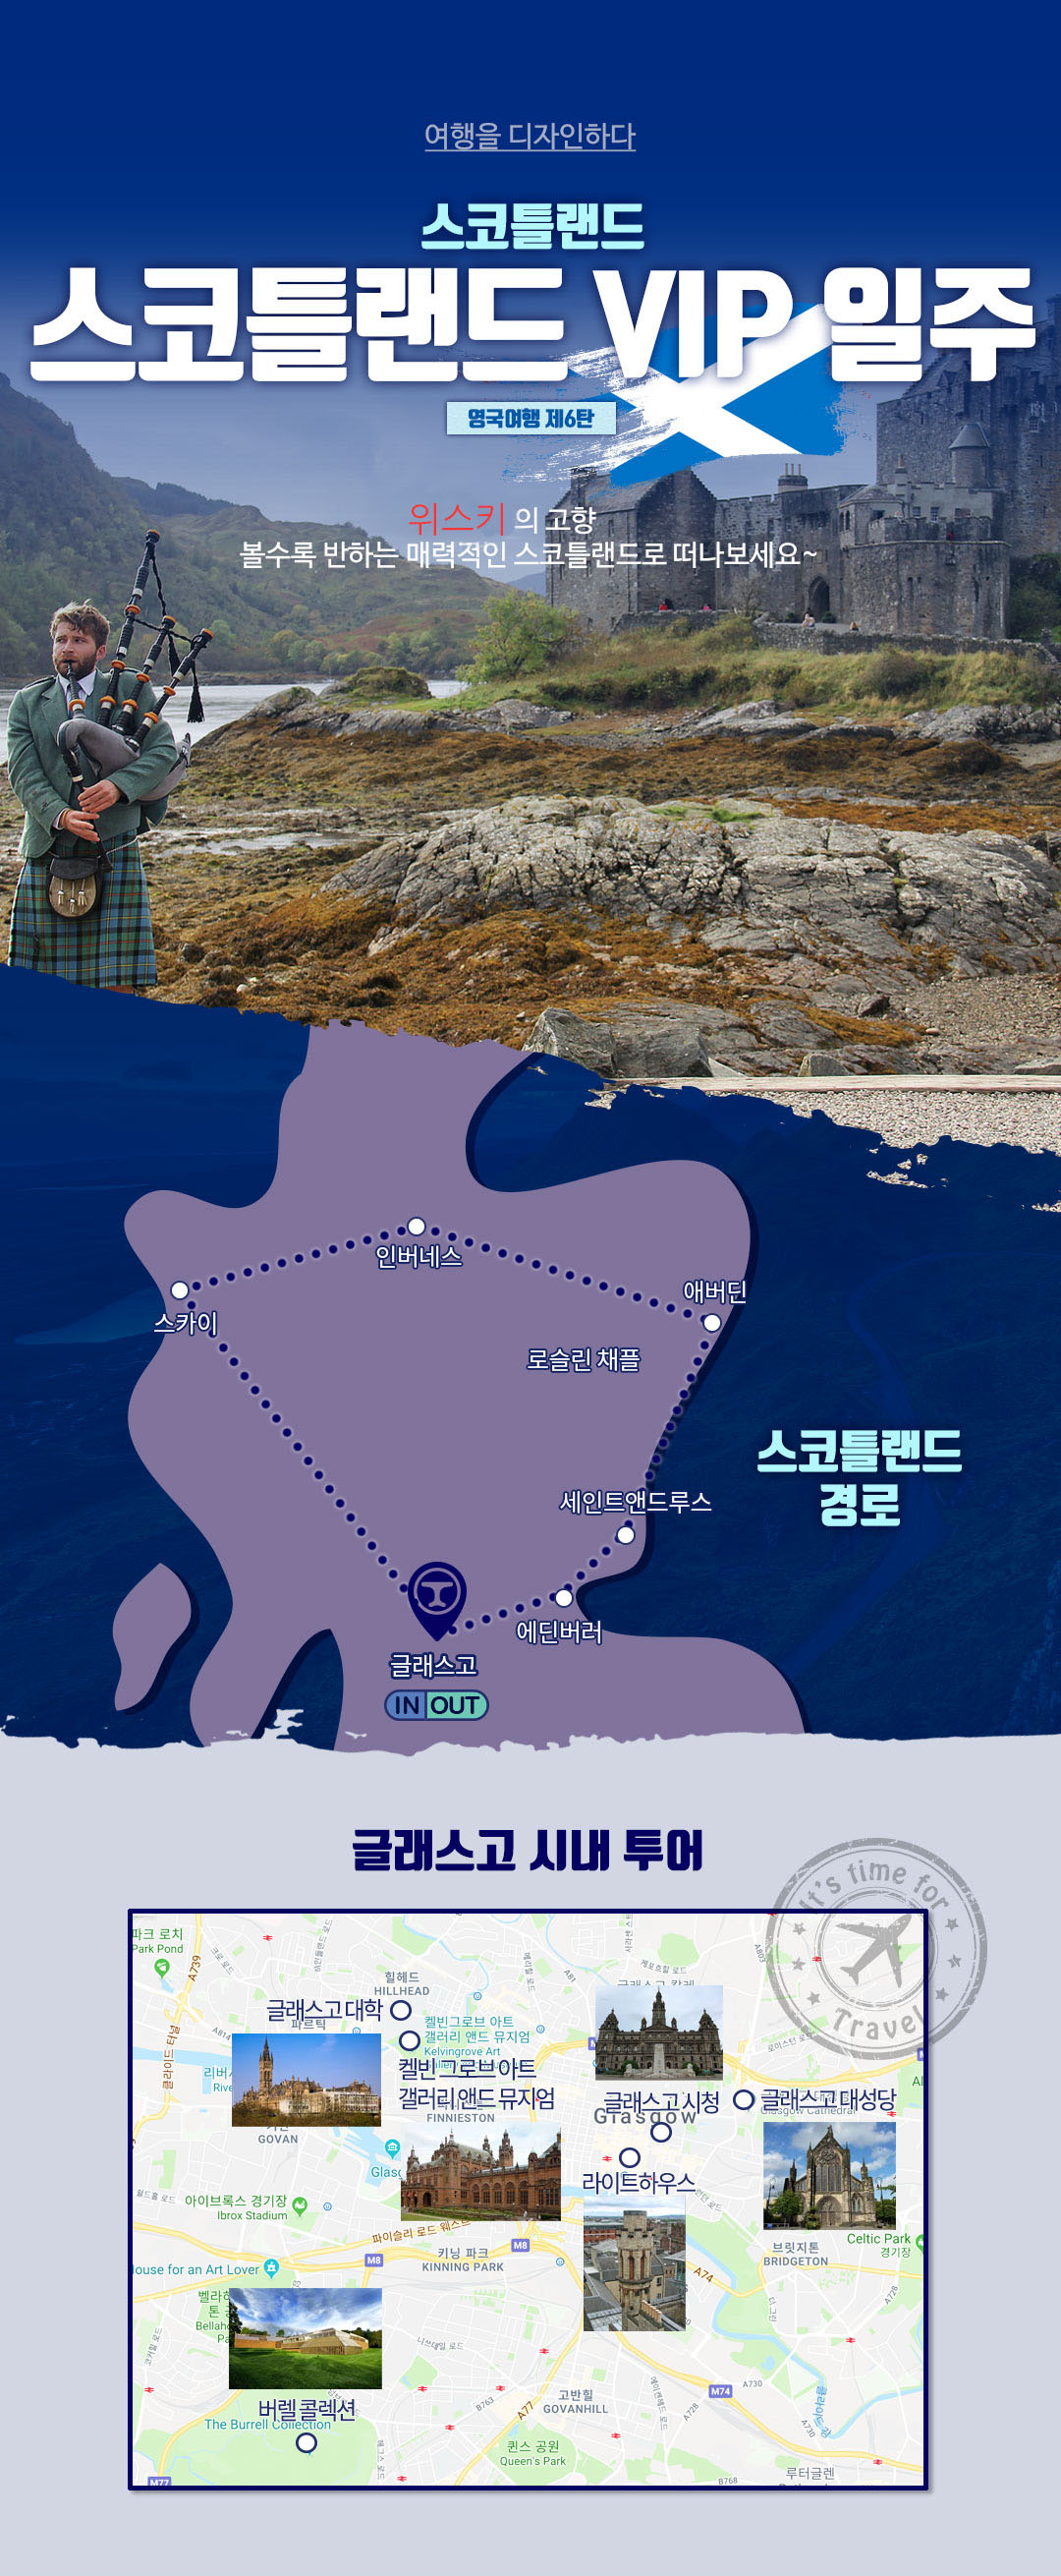 여행을 디자인하다
스코틀랜드
스코틀랜드 VIP 일주
영국여행 제6탄
위스키 의 고향
볼수록 반하는 매력적인 스코틀랜드로 떠나보세요~
인버네스
애버딘
스카이
로슬린 채플
스코틀랜드
경로
세인트앤드루스
에딘버러
글래스고
IN OUT
글래스고 시내 투어
It's time for
Travel
파크 로치
Park Pond
A739
힐헤드
HILLHEAD
A81
A803
글래스고 대학
파르틱
A814
켈빈그로브 아트
갤러리 앤드 뮤지엄
Kelvingrove Art
켈빈그로브 아트
갤러리 앤드 뮤지엄
FINNIESTON
클라이드 터널
GOVAN
글래스고 시청
Glasgow
글래스고 대성당
Glasgow Cathedral
라이트하우스
아이브록스 경기장
Ibrox Stadium
파이슬리 로드 웨스트
M8
M8
키닝 파크
KINNING PARK
A74
브릿지톤
BRIDGETON
Celtic Park
경기장
House for an Art Lover
A728
버렐 콜렉션
The Burrell Collection
B763
A77
고반힐
GOVANHILL
M74
A730
A728
A730
퀸스 공원
Queen's Park
M77
B768
루터글렌